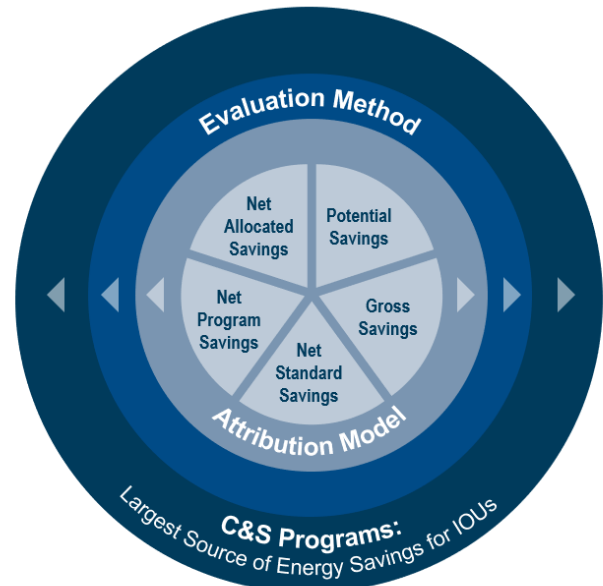 Evaluation Method
Net
Allocated
Savings
Potential
Savings
Net
Program
Savings
Gross
Savings
Net
Standard
Savings
Attribution Model
C&S Programs:
Largest Source of Energy Savings for IOUs